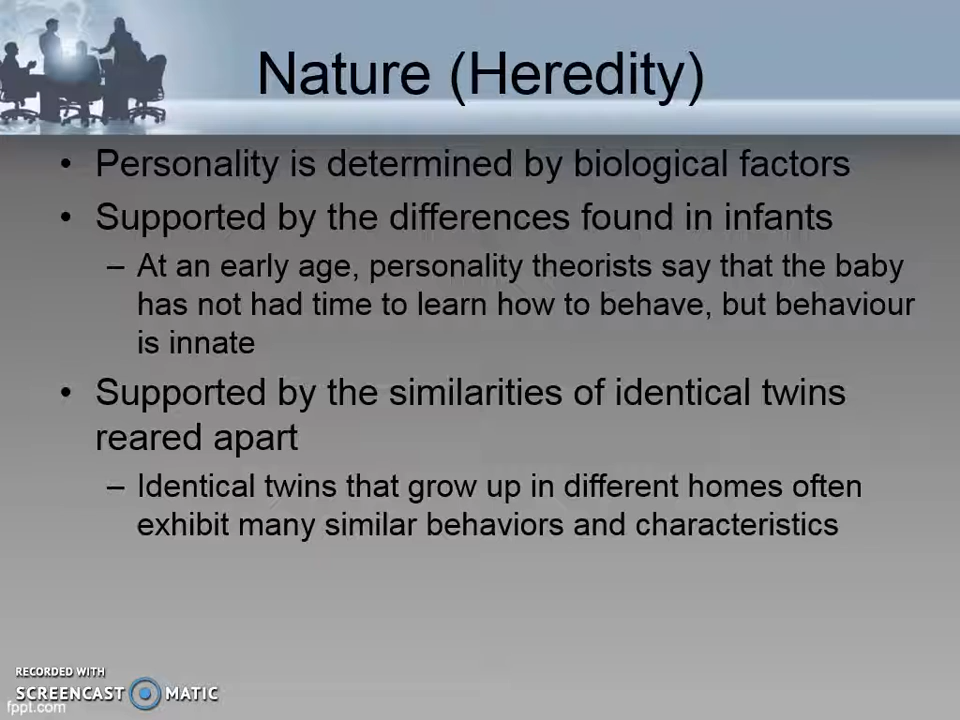 Nature (Heredity)
• Personality is determined by biological factors
• Supported by the differences found in infants
– At an early age, personality theorists say that the baby
has not had time to learn how to behave, but behaviour
is innate
• Supported by the similarities of identical twins
reared apart
– Identical twins that grow up in different homes often
exhibit many similar behaviors and characteristics
RECORDED WITH
SCREENCAST MATIC
fppt.com